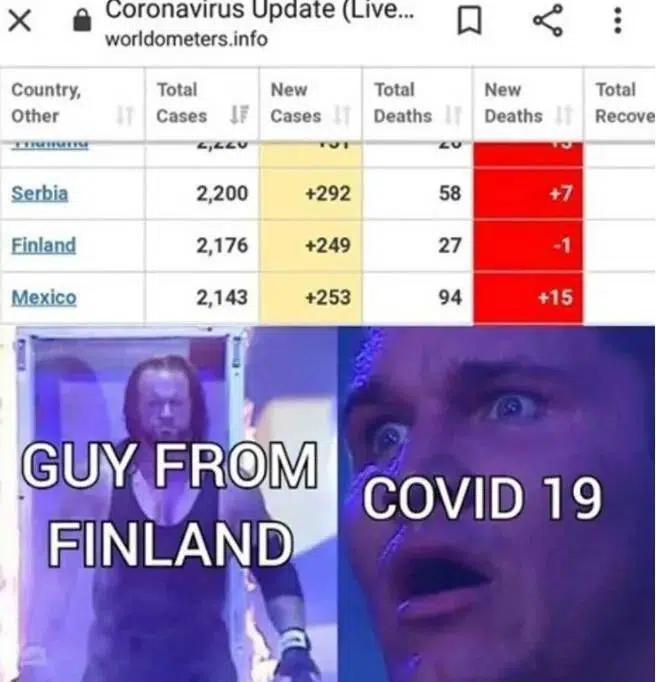 Coronavirus Update (Live...
worldometers.info
Country, Other Total Cases New Cases Total Deaths New Deaths Total Recove
Serbia 2,200 +292 58 +7
Finland 2,176 +249 27 -1
Mexico 2,143 +253 94 +15
GUY FROM
FINLAND
COVID 19